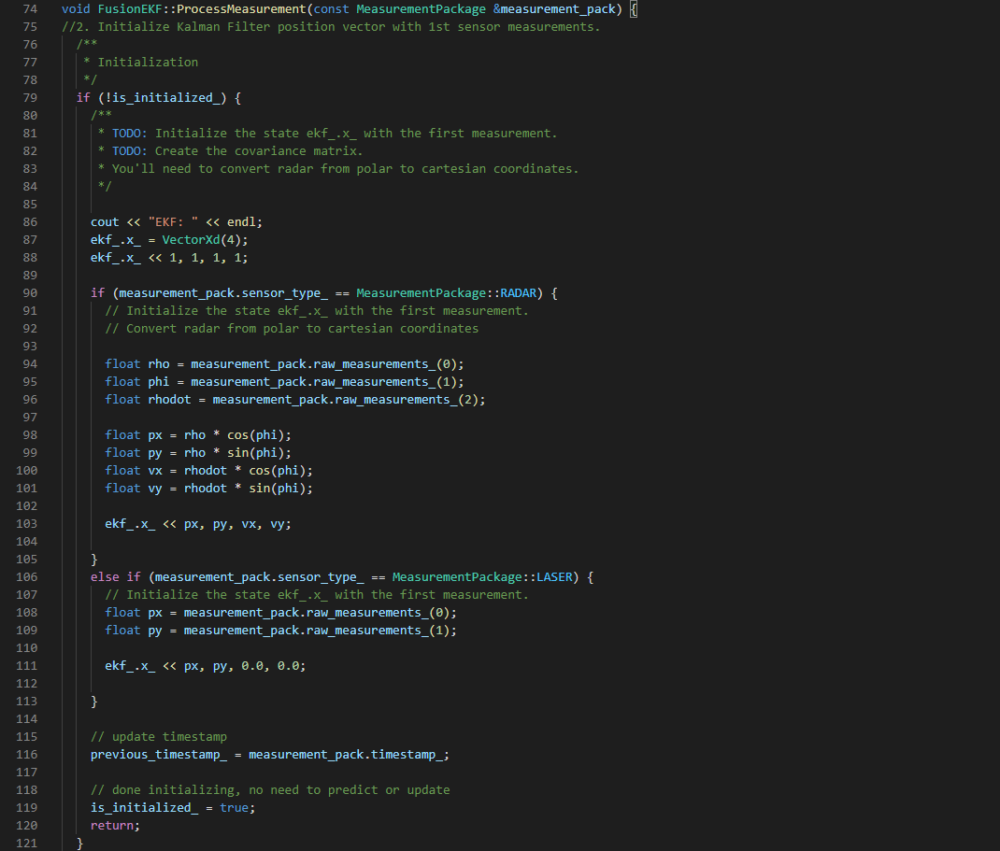 74 void FusionEKF::ProcessMeasurement(const MeasurementPackage &measurement_pack) {
75 //2. Initialize Kalman Filter position vector with 1st sensor measurements.
76   /**
77    * Initialization
78    */
79   if (!is_initialized_) {
80     /**
81      * TODO: Initialize the state ekf_.x_ with the first measurement.
82      * TODO: Create the covariance matrix.
83      * You'll need to convert radar from polar to cartesian coordinates.
84      */
85
86     cout << "EKF: " << endl;
87     ekf_.x_ = VectorXd(4);
88     ekf_.x_ << 1, 1, 1, 1;
89
90     if (measurement_pack.sensor_type_ == MeasurementPackage::RADAR) {
91       // Initialize the state ekf_.x_ with the first measurement.
92       // Convert radar from polar to cartesian coordinates
93
94       float rho = measurement_pack.raw_measurements_(0);
95       float phi = measurement_pack.raw_measurements_(1);
96       float rhodot = measurement_pack.raw_measurements_(2);
97
98       float px = rho * cos(phi);
99       float py = rho * sin(phi);
100       float vx = rhodot * cos(phi);
101       float vy = rhodot * sin(phi);
102
103       ekf_.x_ << px, py, vx, vy;
104
105     }
106     else if (measurement_pack.sensor_type_ == MeasurementPackage::LASER) {
107       // Initialize the state ekf_.x_ with the first measurement.
108       float px = measurement_pack.raw_measurements_(0);
109       float py = measurement_pack.raw_measurements_(1);
110
111       ekf_.x_ << px, py, 0.0, 0.0;
112
113     }
114
115     // update timestamp
116     previous_timestamp_ = measurement_pack.timestamp_;
117
118     // done initializing, no need to predict or update
119     is_initialized_ = true;
120     return;
121   }